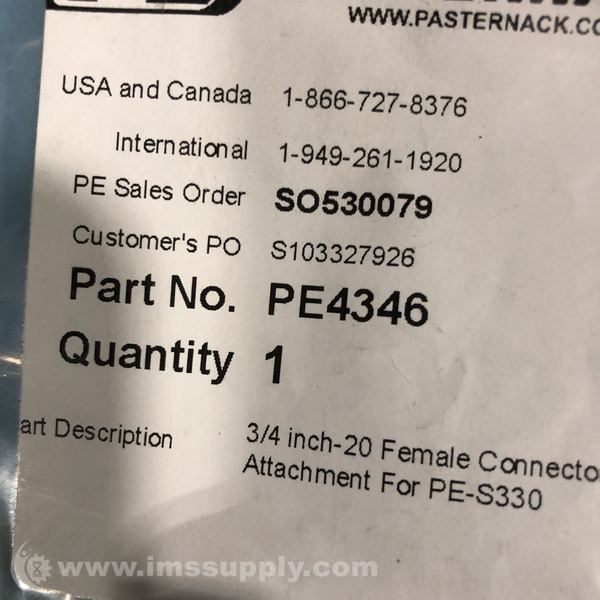 WWW.PASTERNACK.CO
USA and Canada 1-866-727-8376
International 1-949-261-1920
PE Sales Order SO530079
Customer's PO S103327926
Part No. PE4346
Quantity 1
art Description 3/4 inch-20 Female Connecto
Attachment For PE-S330
www.imssupply.com